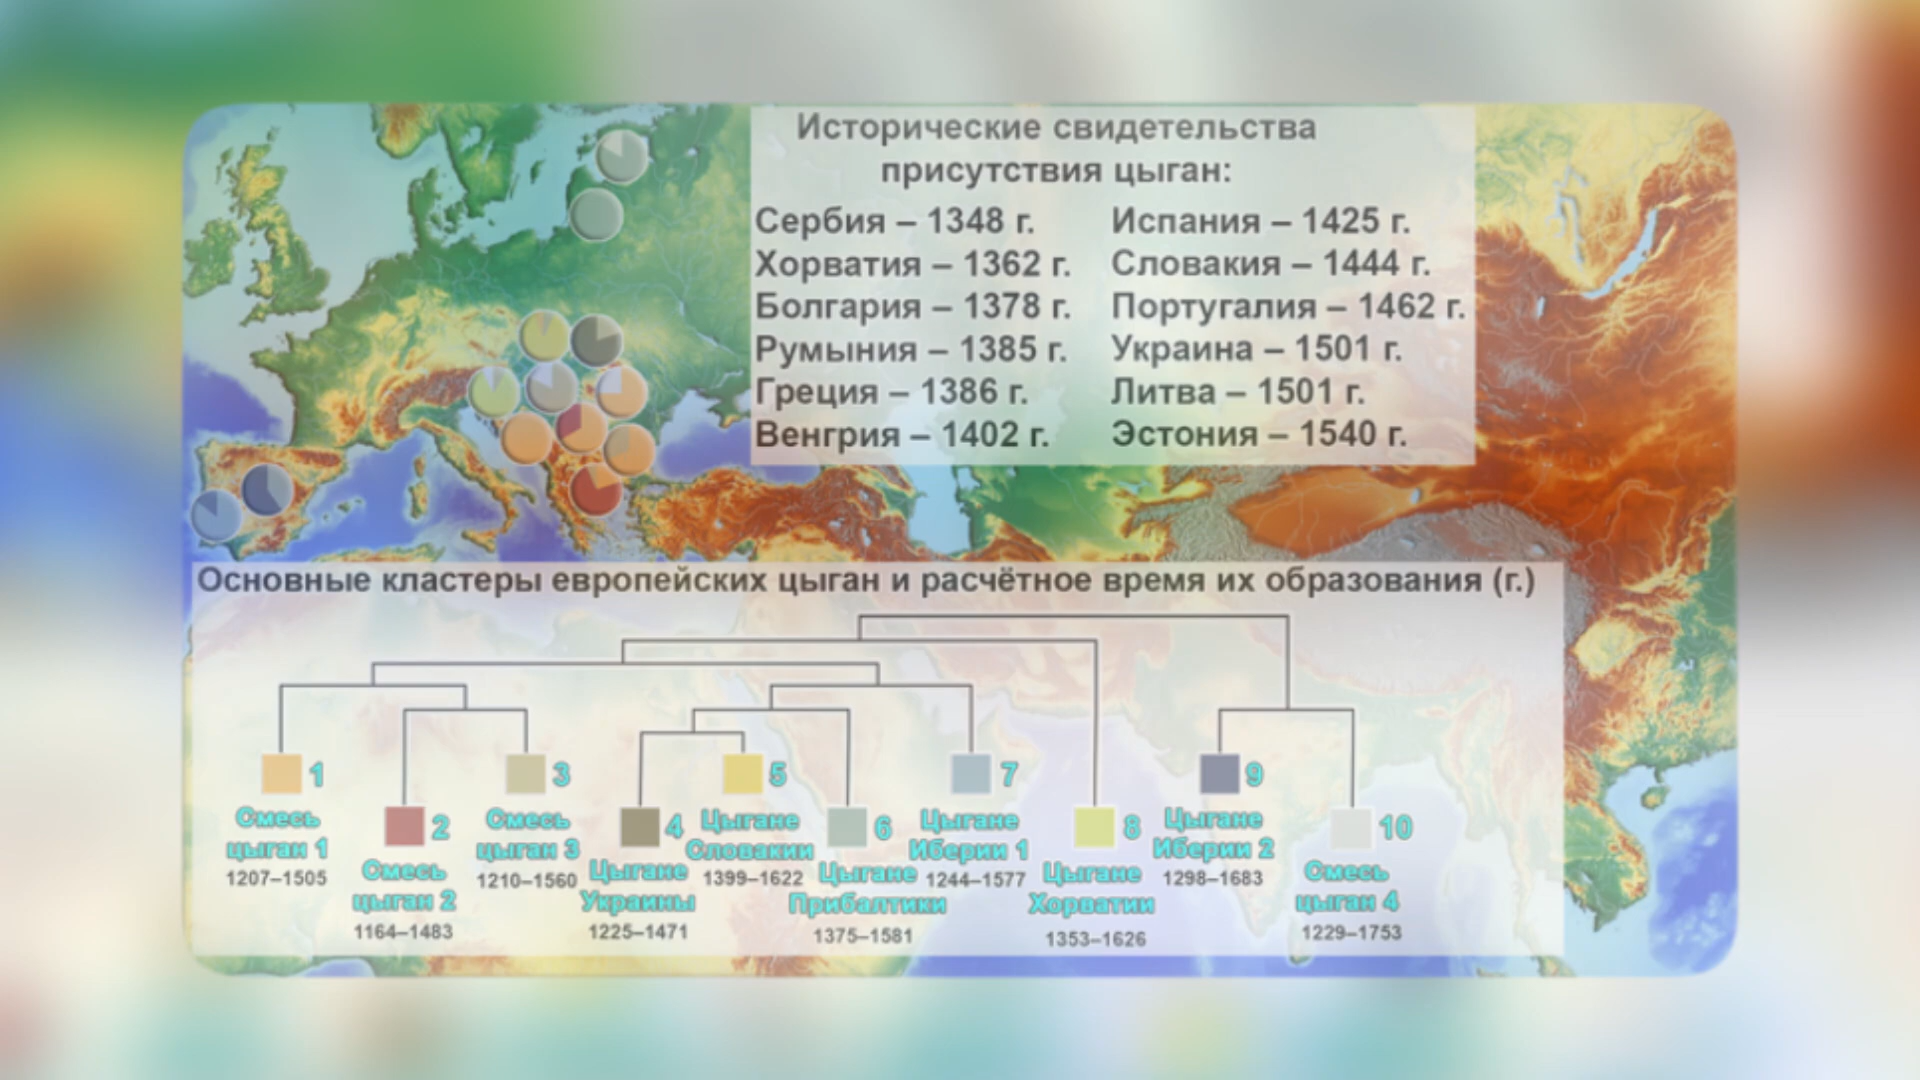 Исторические свидетельства
присутствия цыган:
Сербия – 1348 г.
Хорватия – 1362 г.
Болгария – 1378 г.
Румыния – 1385 г.
Греция – 1386 г.
Венгрия – 1402 г.
Испания – 1425 г.
Словакия – 1444 г.
Португалия – 1462 г.
Украина – 1501 г.
Литва – 1501 г.
Эстония – 1540 г.
Основные кластеры европейских цыган и расчётное время их образования (г.)
1
Смесь
цыган 1
1207–1505
2
Смесь
цыган 2
1164–1483
3
Смесь
цыган 3
1210–1560
4
Цыгане
Украины
1225–1471
5
Цыгане
Словакии
1399–1622
6
Цыгане
Прибалтики
1375–1581
7
Цыгане
Иберии 1
1244–1577
8
Цыгане
Хорватии
1353–1626
9
Цыгане
Иберии 2
1298–1683
10
Смесь
цыган 4
1229–1753